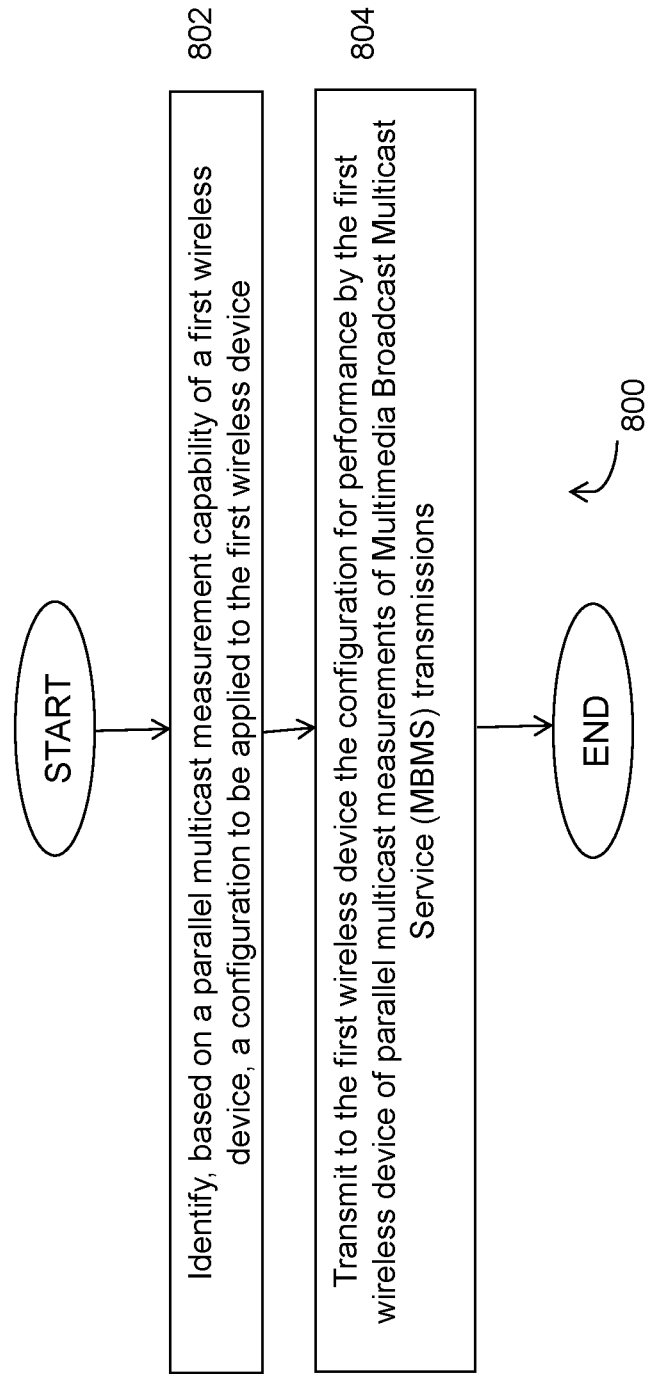 START
Identify, based on a parallel multicast measurement capability of a first wireless
device, a configuration to be applied to the first wireless device
802
Transmit to the first wireless device the configuration for performance by the first
wireless device of parallel multicast measurements of Multimedia Broadcast Multicast
Service (MBMS) transmissions
804
END
800